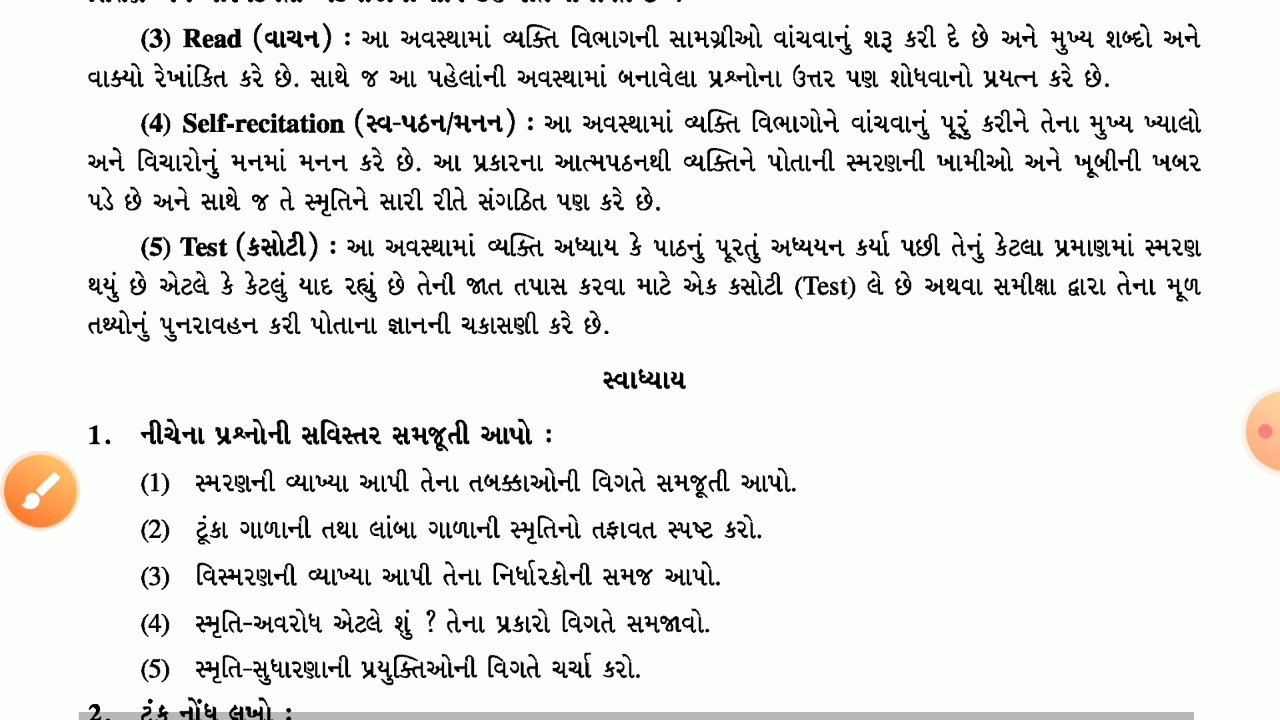 (3) Read (વાચન) : આ અવસ્થામાં વ્યક્તિ વિભાગની સામગ્રીઓ વાંચવાનું શરૂ કરી દે છે અને મુખ્ય શબ્દો અને
વાક્યો રેખાંકિત કરે છે. સાથે જ આ પહેલાંની અવસ્થામાં બનાવેલા પ્રશ્નોના ઉત્તર પણ શોધવાનો પ્રયત્ન કરે છે.
(4) Self-recitation (સ્વ-પઠન/મનન) : આ અવસ્થામાં વ્યક્તિ વિભાગોને વાંચવાનું પૂરું કરીને તેના મુખ્ય ખ્યાલો
અને વિચારોનું મનમાં મનન કરે છે. આ પ્રકારના આત્મપઠનથી વ્યક્તિને પોતાની સ્મરણની ખામીઓ અને ખૂબીની ખબર
પડે છે અને સાથે જ તે સ્મૃતિને સારી રીતે સંગઠિત પણ કરે છે.
(5) Test (કસોટી) : આ અવસ્થામાં વ્યક્તિ અધ્યાય કે પાઠનું પૂરતું અધ્યયન કર્યા પછી તેનું કેટલા પ્રમાણમાં સ્મરણ
થયું છે એટલે કે કેટલું યાદ રહ્યું છે તેની જાત તપાસ કરવા માટે એક કસોટી (Test) લે છે અથવા સમીક્ષા દ્વારા તેના મૂળ
તથ્યોનું પુનરાવહન કરી પોતાના જ્ઞાનની ચકાસણી કરે છે.
સ્વાધ્યાય
1. નીચેના પ્રશ્નોની સવિસ્તર સમજૂતી આપો :
(1) સ્મરણની વ્યાખ્યા આપી તેના તબક્કાઓની વિગતે સમજૂતી આપો.
(2) ટૂંકા ગાળાની તથા લાંબા ગાળાની સ્મૃતિનો તફાવત સ્પષ્ટ કરો.
(3) વિસ્મરણની વ્યાખ્યા આપી તેના નિર્ધારકોની સમજ આપો.
(4) સ્મૃતિ-અવરોધ એટલે શું ? તેના પ્રકારો વિગતે સમજાવો.
(5) સ્મૃતિ-સુધારણાની પ્રયુક્તિઓની વિગતે ચર્ચા કરો.
2. ટૂંક નોંધ લખો :